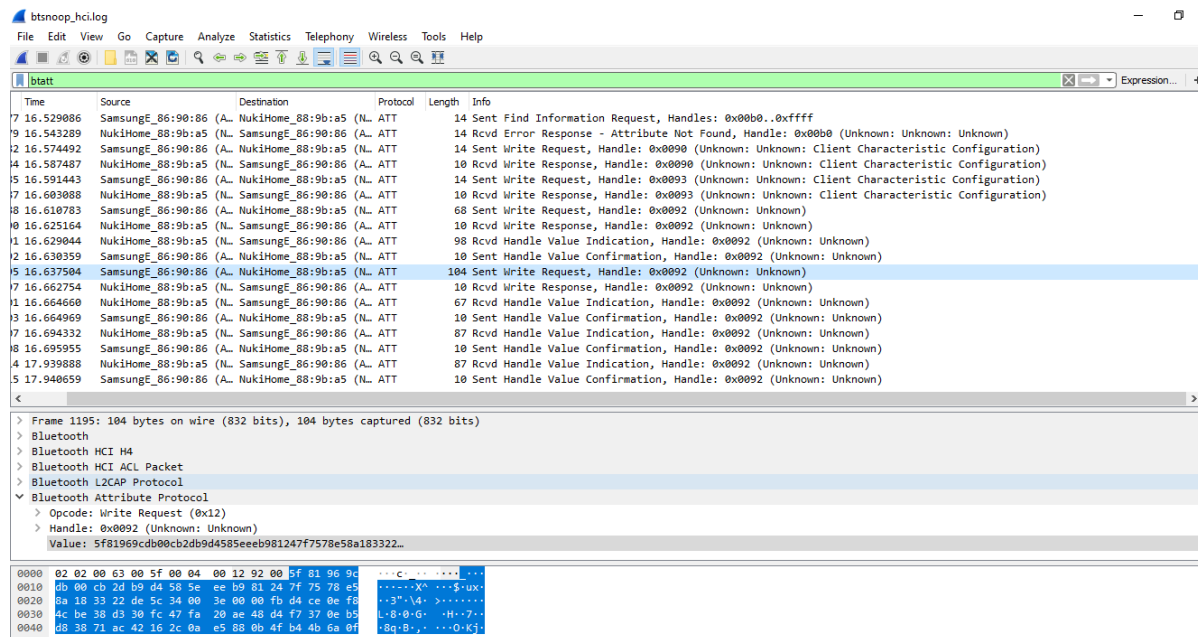 btsnoop_hci.log
File Edit View Go Capture Analyze Statistics Telephony Wireless Tools Help
btatt Expression... +
Time Source Destination Protocol Length Info
77 16.529086 SamsungE_86:90:86 (A… NukiHome_88:9b:a5 (N… ATT 14 Sent Find Information Request, Handles: 0x00b0..0xffff
79 16.543289 NukiHome_88:9b:a5 (N… SamsungE_86:90:86 (A… ATT 14 Rcvd Error Response - Attribute Not Found, Handle: 0x00b0 (Unknown: Unknown: Unknown)
82 16.574492 SamsungE_86:90:86 (A… NukiHome_88:9b:a5 (N… ATT 14 Sent Write Request, Handle: 0x0090 (Unknown: Unknown: Client Characteristic Configuration)
84 16.587487 NukiHome_88:9b:a5 (N… SamsungE_86:90:86 (A… ATT 10 Rcvd Write Response, Handle: 0x0090 (Unknown: Unknown: Client Characteristic Configuration)
85 16.591443 SamsungE_86:90:86 (A… NukiHome_88:9b:a5 (N… ATT 14 Sent Write Request, Handle: 0x0093 (Unknown: Unknown: Client Characteristic Configuration)
87 16.603088 NukiHome_88:9b:a5 (N… SamsungE_86:90:86 (A… ATT 10 Rcvd Write Response, Handle: 0x0093 (Unknown: Unknown: Client Characteristic Configuration)
88 16.610783 SamsungE_86:90:86 (A… NukiHome_88:9b:a5 (N… ATT 68 Sent Write Request, Handle: 0x0092 (Unknown: Unknown)
90 16.625164 NukiHome_88:9b:a5 (N… SamsungE_86:90:86 (A… ATT 10 Rcvd Write Response, Handle: 0x0092 (Unknown: Unknown)
91 16.629044 NukiHome_88:9b:a5 (N… SamsungE_86:90:86 (A… ATT 98 Rcvd Handle Value Indication, Handle: 0x0092 (Unknown: Unknown)
92 16.630359 SamsungE_86:90:86 (A… NukiHome_88:9b:a5 (N… ATT 10 Sent Handle Value Confirmation, Handle: 0x0092 (Unknown: Unknown)
95 16.637504 SamsungE_86:90:86 (A… NukiHome_88:9b:a5 (N… ATT 104 Sent Write Request, Handle: 0x0092 (Unknown: Unknown)
97 16.662754 NukiHome_88:9b:a5 (N… SamsungE_86:90:86 (A… ATT 10 Rcvd Write Response, Handle: 0x0092 (Unknown: Unknown)
16.664660 NukiHome_88:9b:a5 (N… SamsungE_86:90:86 (A… ATT 67 Rcvd Handle Value Indication, Handle: 0x0092 (Unknown: Unknown)
16.664969 SamsungE_86:90:86 (A… NukiHome_88:9b:a5 (N… ATT 10 Sent Handle Value Confirmation, Handle: 0x0092 (Unknown: Unknown)
16.694332 NukiHome_88:9b:a5 (N… SamsungE_86:90:86 (A… ATT 87 Rcvd Handle Value Indication, Handle: 0x0092 (Unknown: Unknown)
16.695955 SamsungE_86:90:86 (A… NukiHome_88:9b:a5 (N… ATT 10 Sent Handle Value Confirmation, Handle: 0x0092 (Unknown: Unknown)
17.939888 NukiHome_88:9b:a5 (N… SamsungE_86:90:86 (A… ATT 87 Rcvd Handle Value Indication, Handle: 0x0092 (Unknown: Unknown)
17.940659 SamsungE_86:90:86 (A… NukiHome_88:9b:a5 (N… ATT 10 Sent Handle Value Confirmation, Handle: 0x0092 (Unknown: Unknown)
Frame 1195: 104 bytes on wire (832 bits), 104 bytes captured (832 bits)
Bluetooth
Bluetooth HCI H4
Bluetooth HCI ACL Packet
Bluetooth L2CAP Protocol
Bluetooth Attribute Protocol
Opcode: Write Request (0x12)
Handle: 0x0092 (Unknown: Unknown)
Value: 5f81969cdb00cb2db9d4585eeeb981247f7578e58a183322…
0000 02 02 00 63 00 5f 00 04 00 12 92 00 5f 81 96 9c ···c·_·· ····_···
0010 db 00 cb 2d b9 d4 58 5e ee b9 81 24 7f 75 78 e5 ···-··X^ ···$·ux·
0020 8a 18 33 22 de 5c 34 00 3e 00 00 fb d4 ce 0e f8 ··3"·\4· >·······
0030 4c be 38 d3 30 fc 47 fa 20 ae 48 d4 f7 37 0e b5 L·8·0·G· ·H··7··
0040 d8 38 71 ac 42 16 2c 0a e5 88 0b 4f b4 4b 6a 0f ·8q·B·,· ···O·Kj·